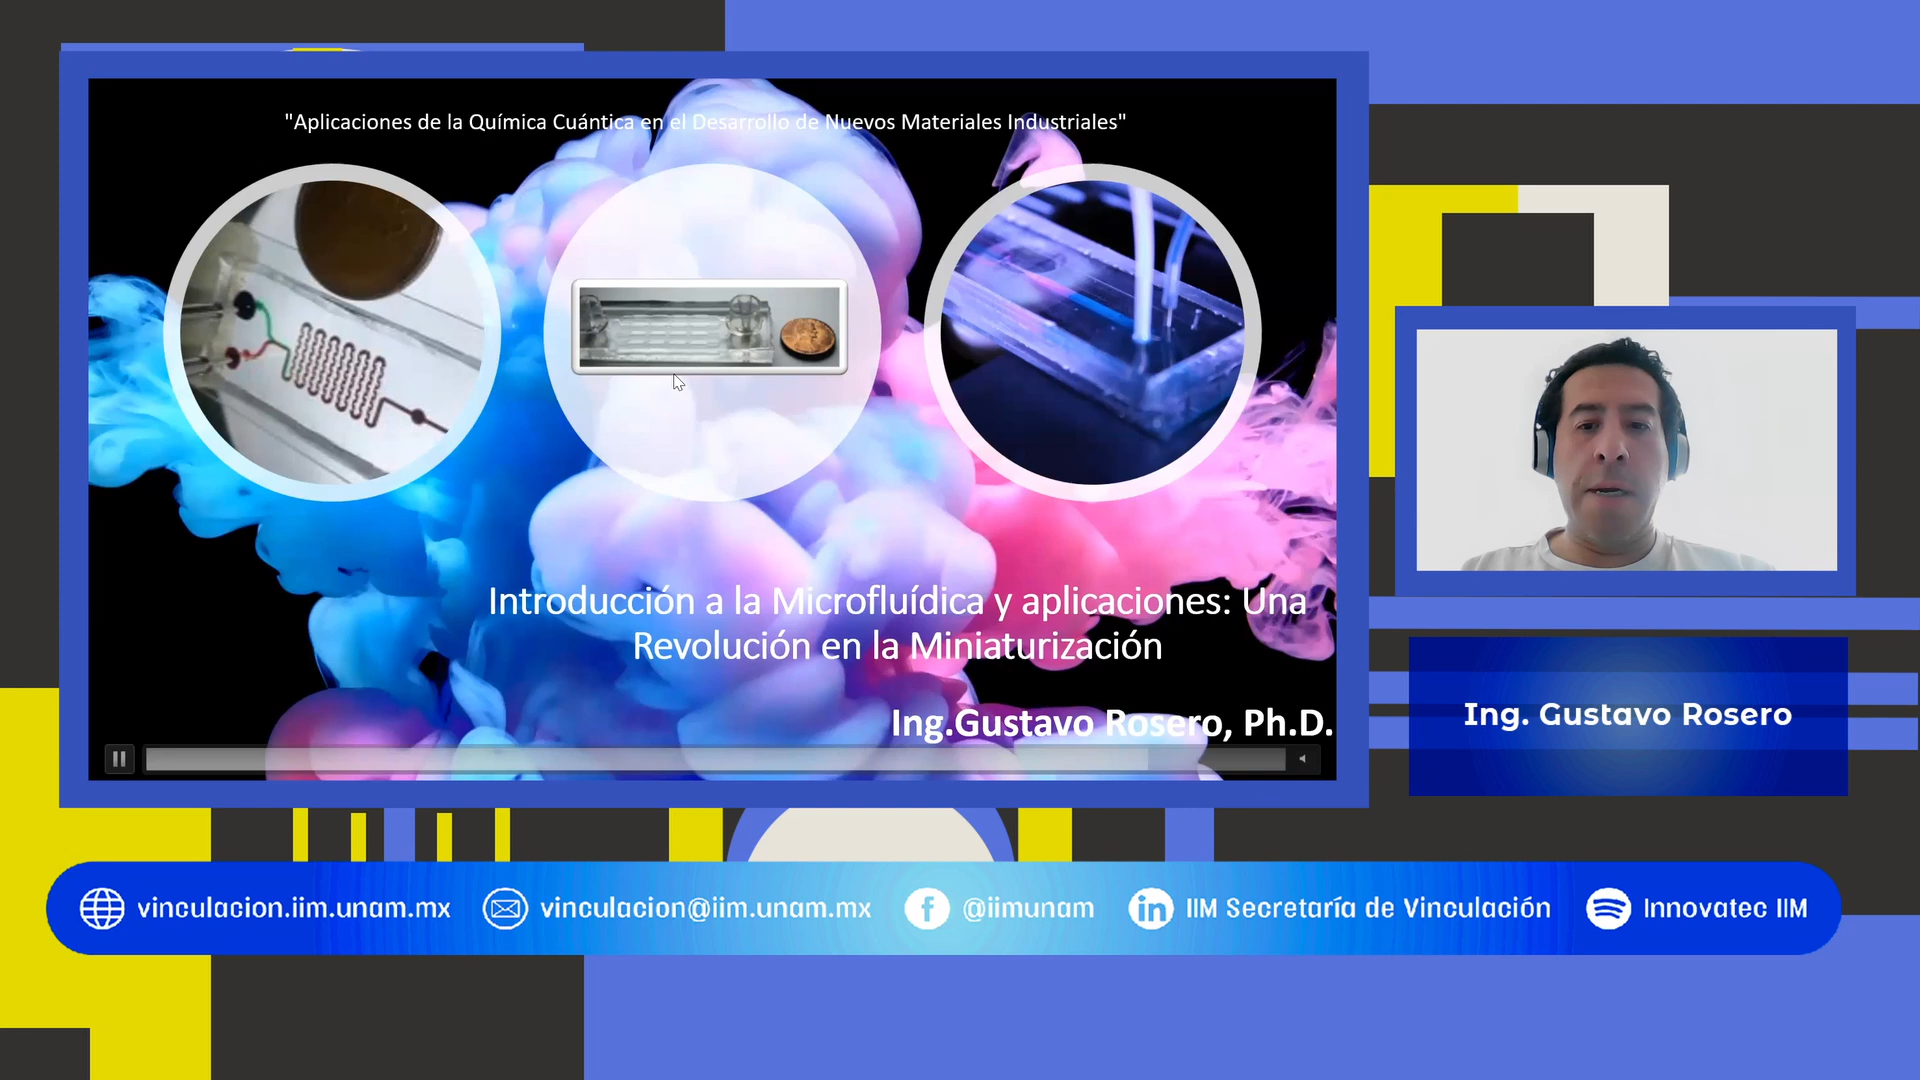 "Aplicaciones de la Química Cuántica en el Desarrollo de Nuevos Materiales Industriales"
Introducción a la Microfluídica y aplicaciones: Una
Revolución en la Miniaturización
Ing.Gustavo Rosero, Ph.D.
Ing. Gustavo Rosero
vinculacion.iim.unam.mx
vinculacion@iim.unam.mx
@iimunam
IIM Secretaría de Vinculación
Innovatec IIM